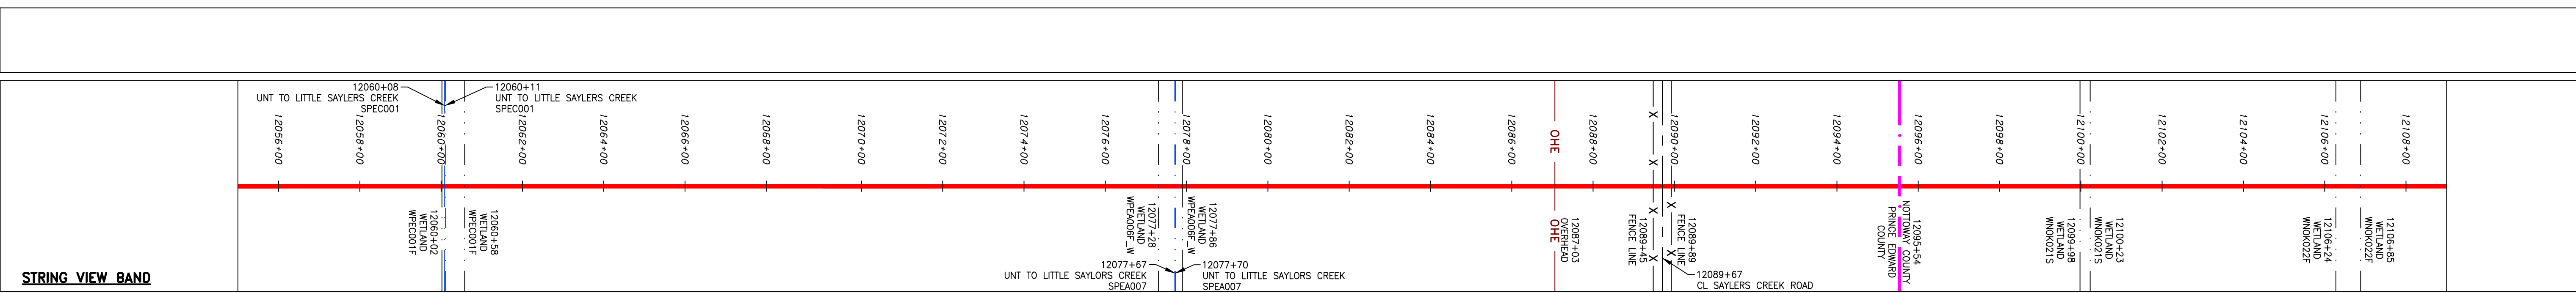 12060+08
UNT TO LITTLE SAYLERS CREEK
SPEC001
12060+11
UNT TO LITTLE SAYLERS CREEK
SPEC001
12056+00
12058+00
12060+00
12062+00
12064+00
12066+00
12068+00
12070+00
12072+00
12074+00
12076+00
12078+00
12080+00
12082+00
12084+00
12086+00
12088+00
12090+00
12092+00
12094+00
12096+00
12098+00
12100+00
12102+00
12104+00
12106+00
12108+00
OHE
X
X
12060+02
WETLAND
WPEC001F
12060+58
WETLAND
WPEC001F
12077+28
WETLAND
WPEA006F_W
12077+86
WETLAND
WPEA006F_W
12077+67
UNT TO LITTLE SAYLORS CREEK
SPEA007
12077+70
UNT TO LITTLE SAYLORS CREEK
SPEA007
OHE
12087+03
OVERHEAD
X
X
12089+45
FENCE LINE
X
X
12089+89
FENCE LINE
12089+67
CL SAYLERS CREEK ROAD
12095+54
NOTTOWAY COUNTY
PRINCE EDWARD
COUNTY
12099+98
WETLAND
WNOK021S
12100+23
WETLAND
WNOK021S
12106+24
WETLAND
WNOK022F
12106+85
WETLAND
WNOK022F
STRING VIEW BAND